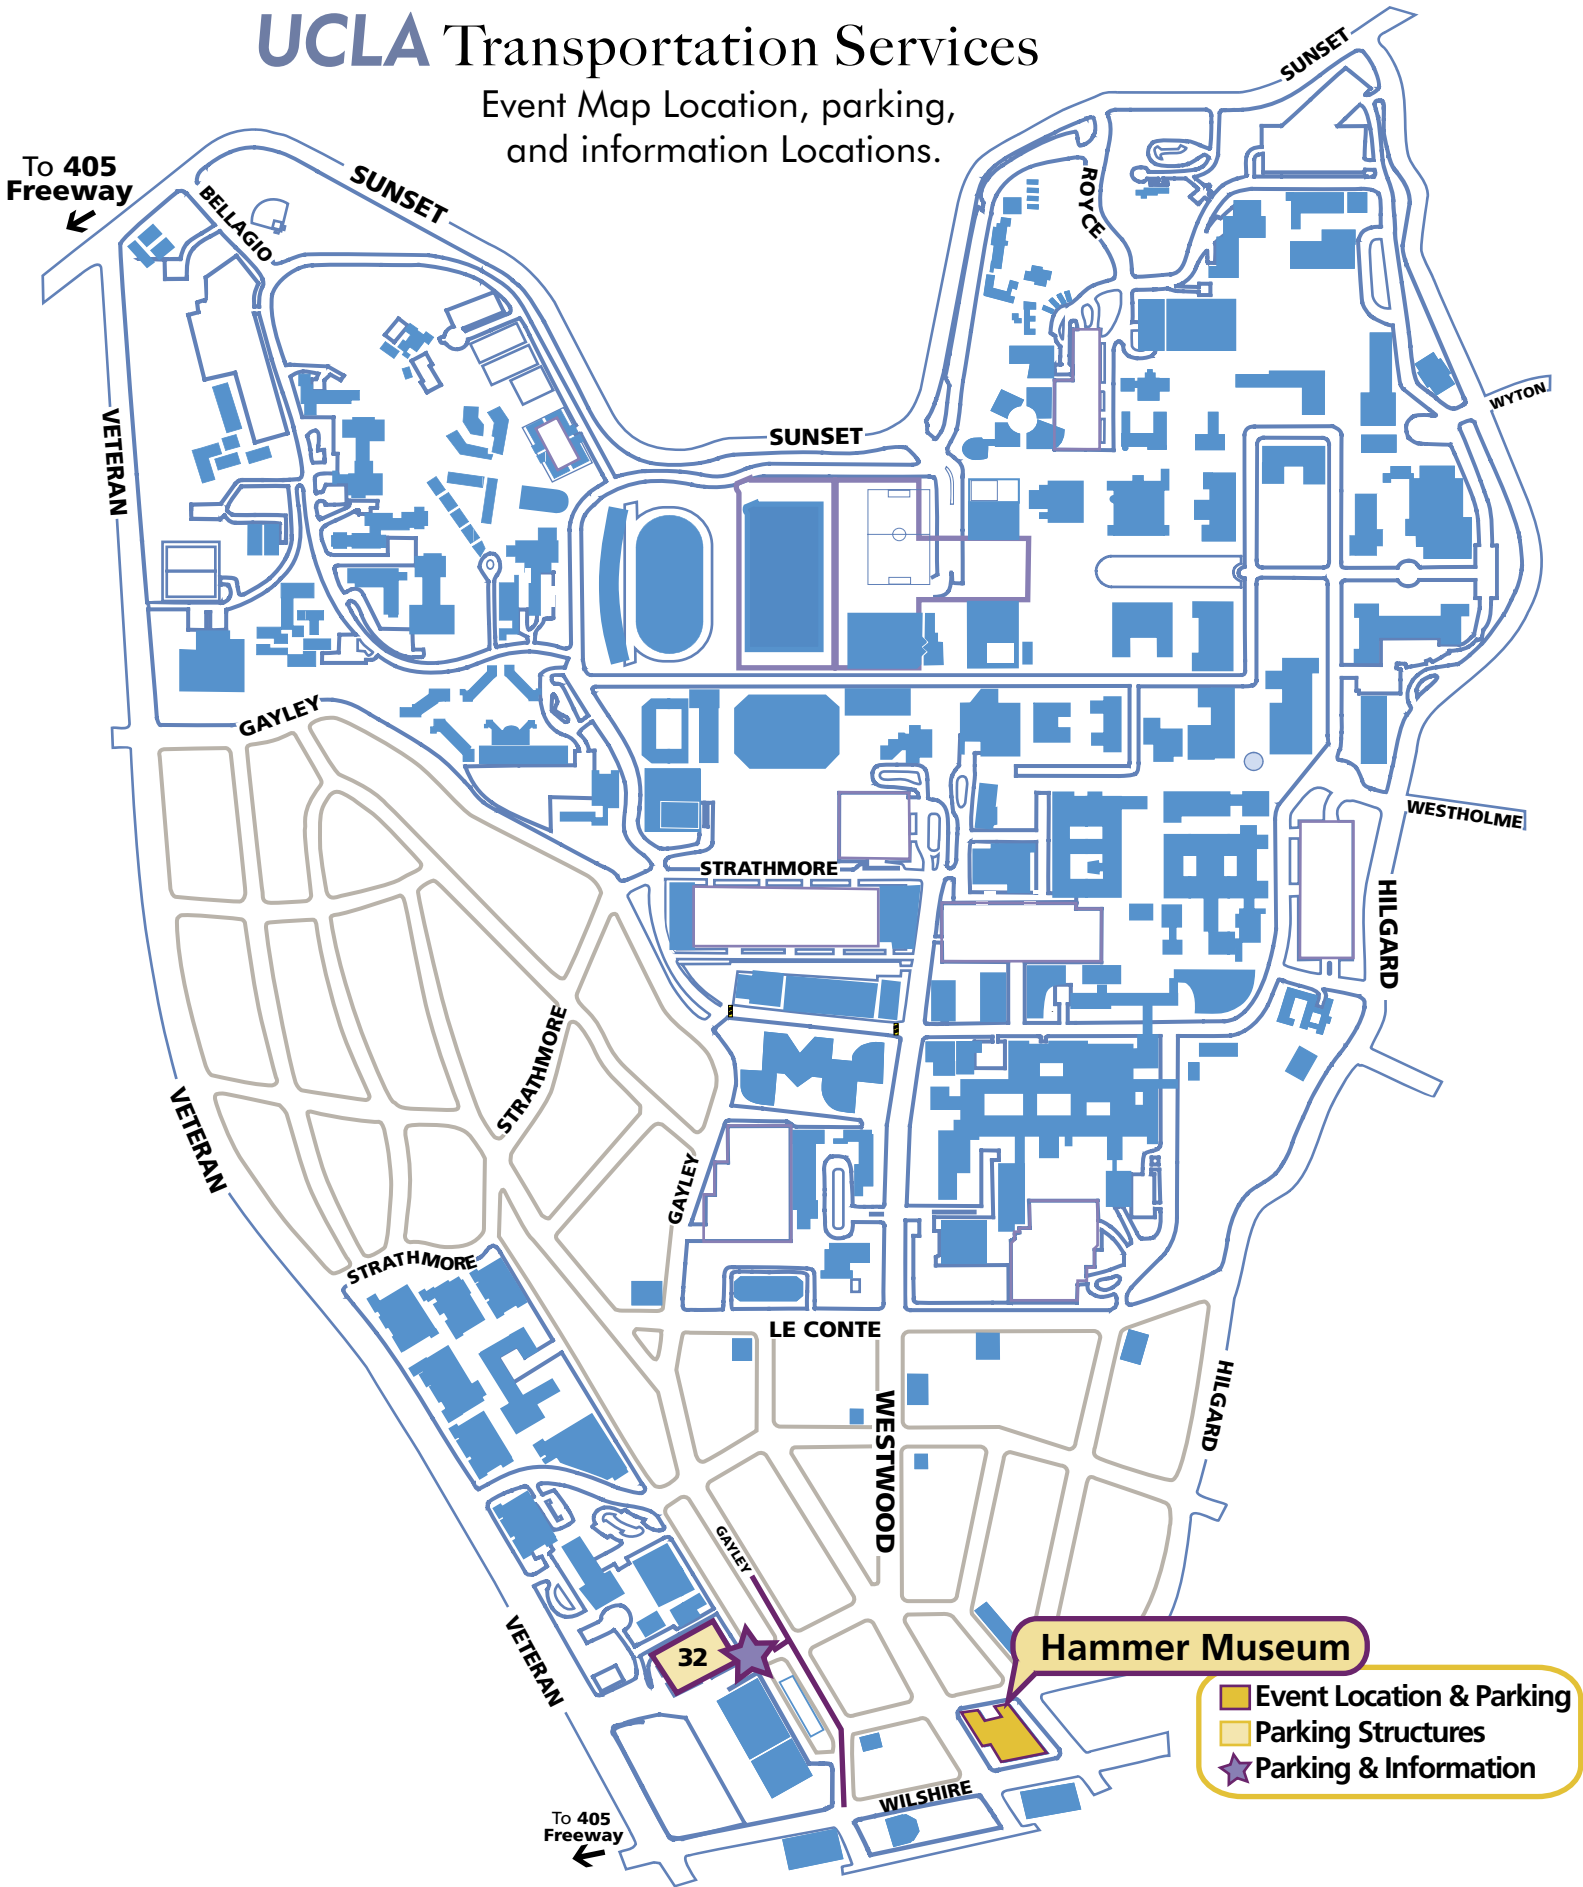 UCLA Transportation Services
Event Map Location, parking,
and information Locations.
To 405
Freeway
SUNSET
BELLAGIO
SUNSET
ROYCE
VETERAN
SUNSET
WYTON
GAYLEY
WESTHOLME
STRATHMORE
HILGARD
STRATHMORE
VETERAN
GAYLEY
STRATHMORE
LE CONTE
WESTWOOD
HILGARD
GAYLEY
VETERAN
32
Hammer Museum
Event Location & Parking
Parking Structures
Parking & Information
WILSHIRE
To 405
Freeway